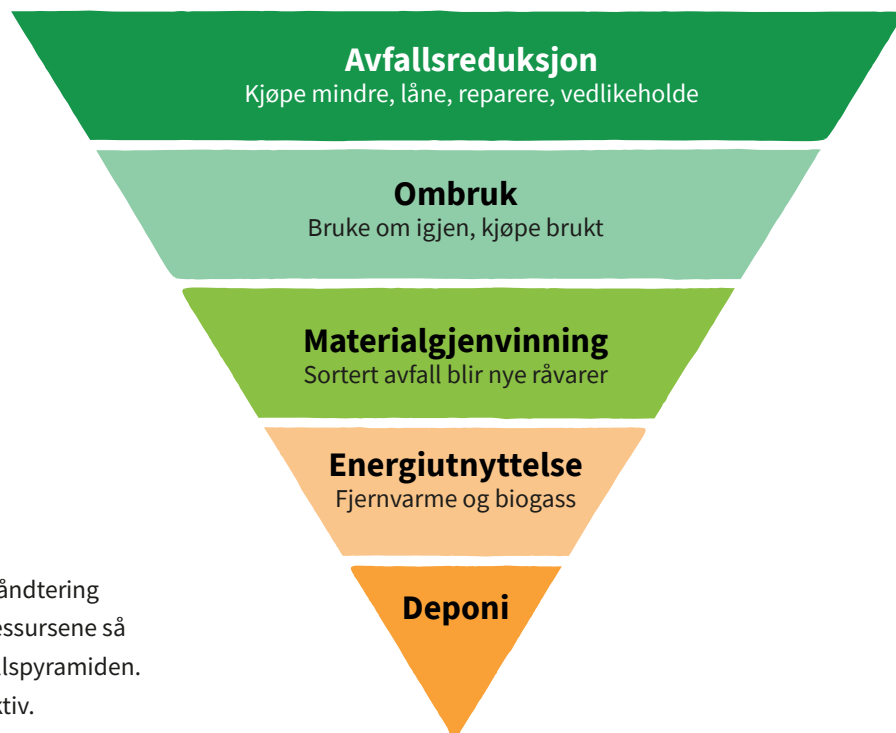 Avfallsreduksjon
Kjøpe mindre, låne, reparere, vedlikeholde
Ombruk
Bruke om igjen, kjøpe brukt
Materialgjenvinning
Sortert avfall blir nye råvarer
Energiutnyttelse
Fjernvarme og biogass
Deponi
åndtering
essursene så
llspyramiden.
ktiv.